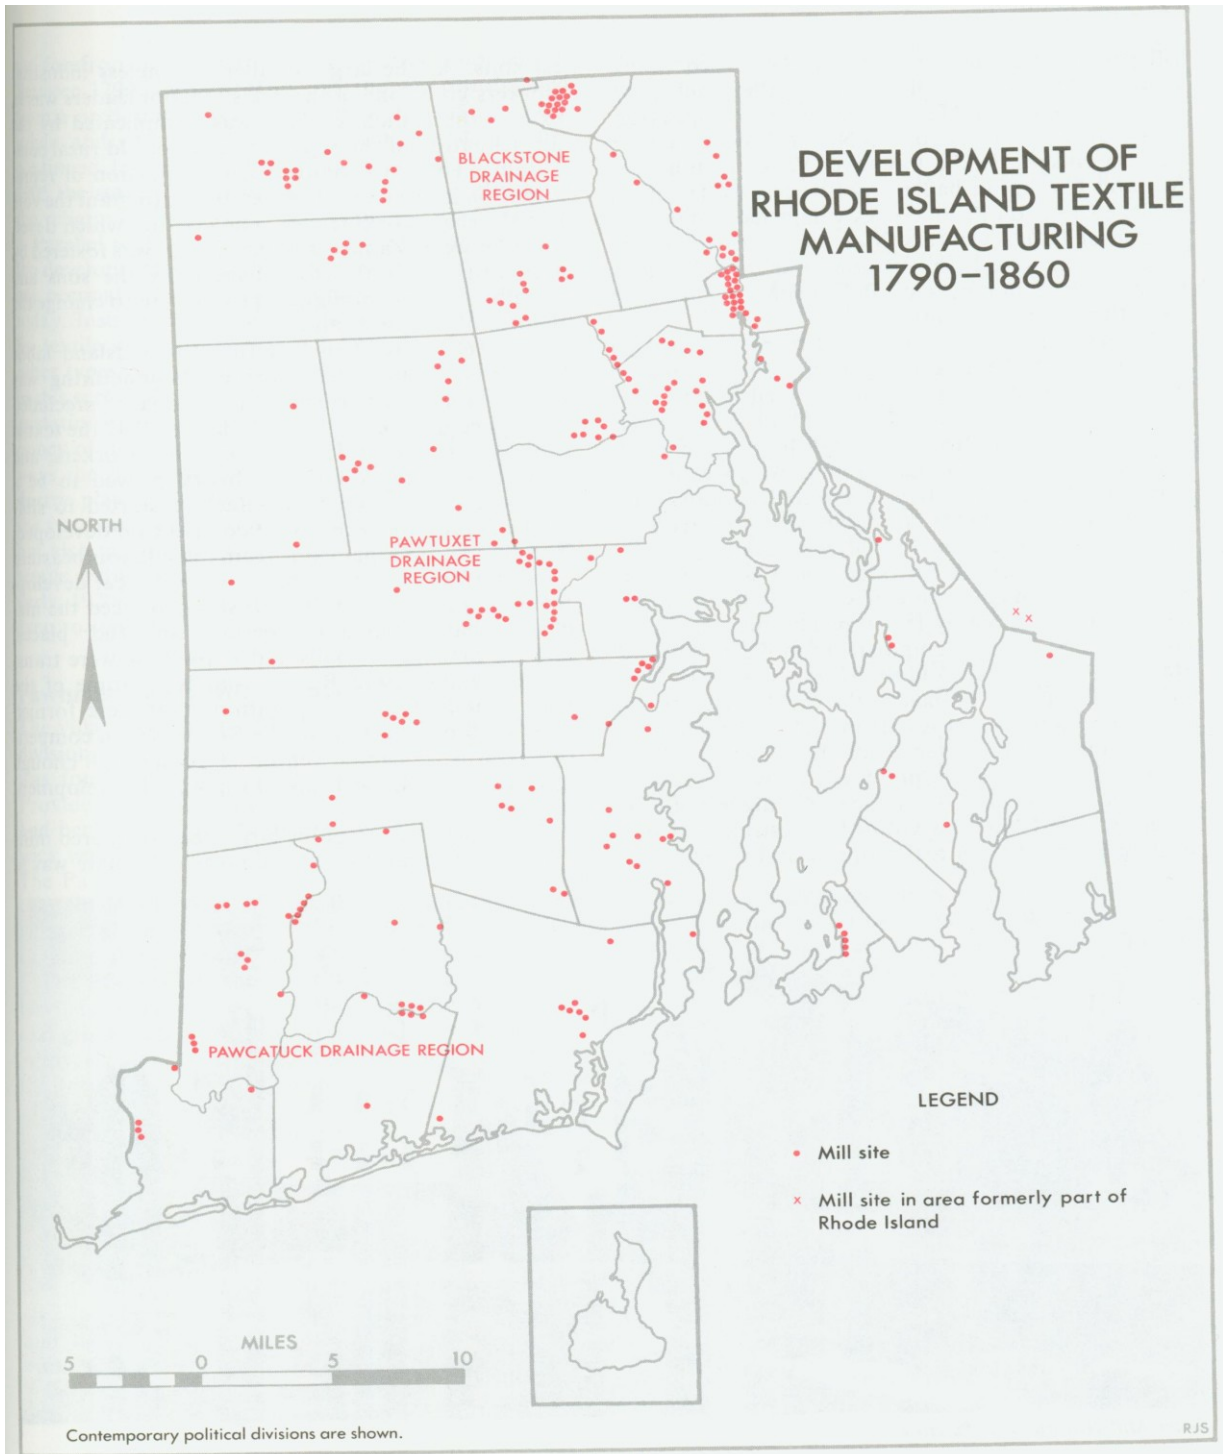 DEVELOPMENT OF
RHODE ISLAND TEXTILE
MANUFACTURING
1790–1860
BLACKSTONE
DRAINAGE
REGION
NORTH
PAWTUXET
DRAINAGE
REGION
PAWCATUCK DRAINAGE REGION
LEGEND
Mill site
x Mill site in area formerly part of
Rhode Island
MILES
5 0 5 10
Contemporary political divisions are shown.
RJS